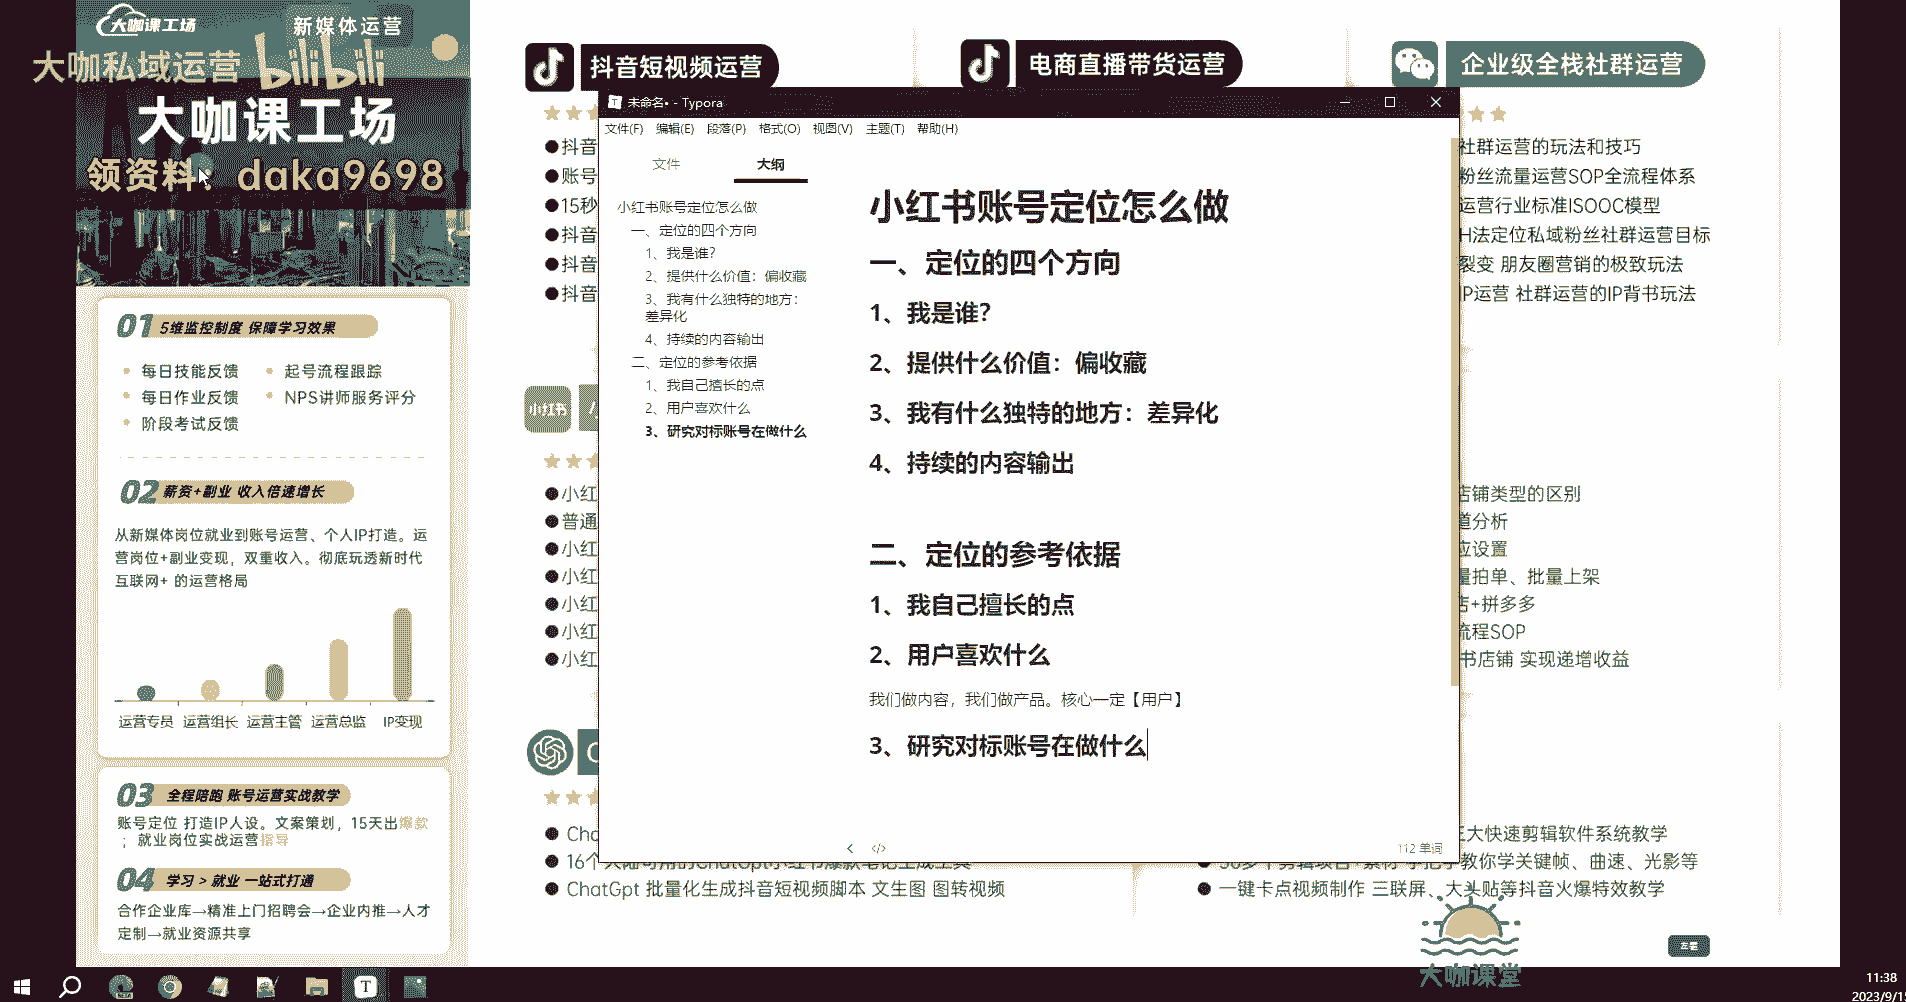 大咖课工场
新媒体运营
大咖私域运营 bilibili
大咖课工场
领资料：daka9698
01 5维监控制度 保障学习效果
每日技能反馈 起号流程跟踪
每日作业反馈 NPS讲师服务评分
阶段考试反馈
02 薪资+副业 收入倍速增长
从新媒体岗位就业到账号运营、个人IP打造。运
营岗位+副业变现，双重收入。彻底玩透新时代
互联网+ 的运营格局
运营专员 运营组长 运营主管 运营总监 IP变现
03 全程陪跑 账号运营实战教学
账号定位 打造IP人设。文案策划，15天出爆款
；就业岗位实战运营指导
04 学习 > 就业 一站式打通
合作企业库→精准上门招聘会→企业内推→人才
定制→就业资源共享
抖音短视频运营
电商直播带货运营
企业级全栈社群运营
抖音
账号
15秒
抖音
抖音
抖音
社群运营的玩法和技巧
粉丝流量运营SOP全流程体系
运营行业标准ISOOC模型
H法定位私域粉丝社群运营目标
裂变 朋友圈营销的极致玩法
IP运营 社群运营的IP背书玩法
小红书
小红
普通
小红
小红
小红
小红
小红
店铺类型的区别
道分析
应设置
量拍单、批量上架
店+拼多多
流程SOP
书店铺 实现递增收益
未命名• - Typora
文件(F) 编辑(E) 段落(P) 格式(O) 视图(V) 主题(T) 帮助(H)
文件 大纲
小红书账号定位怎么做
一、定位的四个方向
1、我是谁？
2、提供什么价值：偏收藏
3、我有什么独特的地方：
差异化
4、持续的内容输出
二、定位的参考依据
1、我自己擅长的点
2、用户喜欢什么
3、研究对标账号在做什么
小红书账号定位怎么做
一、定位的四个方向
1、我是谁？
2、提供什么价值：偏收藏
3、我有什么独特的地方：差异化
4、持续的内容输出
二、定位的参考依据
1、我自己擅长的点
2、用户喜欢什么
我们做内容，我们做产品。核心一定【用户】
3、研究对标账号在做什么
112 单词
C
Cha
16个
ChatGpt 批量化生成抖音短视频脚本 文生图 图转视频
三大快速剪辑软件系统教学
教你学关键帧、曲速、光影等
一键卡点视频制作 三联屏、大头贴等抖音火爆特效教学
大咖课堂
11:38
2023/9/15